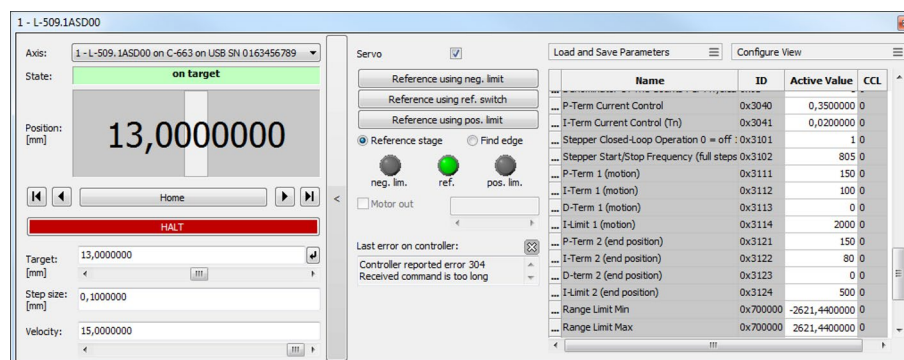 1 - L-509.1ASD00
Axis: 1 - L-509. 1ASD00 on C-663 on USB SN 0163456789
State: on target
Position: [mm] 13,0000000
Home
HALT
Target: [mm] 13,0000000
Step size: [mm] 0,1000000
Velocity: 15,0000000
<
Servo
Reference using neg. limit
Reference using ref. switch
Reference using pos. limit
Reference stage Find edge
neg. lim. ref. pos. lim.
Motor out
Last error on controller:
Controller reported error 304
Received command is too long
Load and Save Parameters Configure View
Name ID Active Value CCL
... P-Term Current Control 0x3040 0,3500000 0
... I-Term Current Control (Tn) 0x3041 0,0200000 0
... Stepper Closed-Loop Operation 0 = off 0x3101 1 0
... Stepper Start/Stop Frequency (full steps 0x3102 805 0
... P-Term 1 (motion) 0x3111 150 0
... I-Term 1 (motion) 0x3112 100 0
... D-Term 1 (motion) 0x3113 0 0
... I-Limit 1 (motion) 0x3114 2000 0
... P-Term 2 (end position) 0x3121 150 0
... I-Term 2 (end position) 0x3122 80 0
... D-term 2 (end position) 0x3123 0 0
... I-Limit 2 (end position) 0x3124 500 0
... Range Limit Min 0x700000 -2621,4400000 0
... Range Limit Max 0x700000 2621,4400000 0